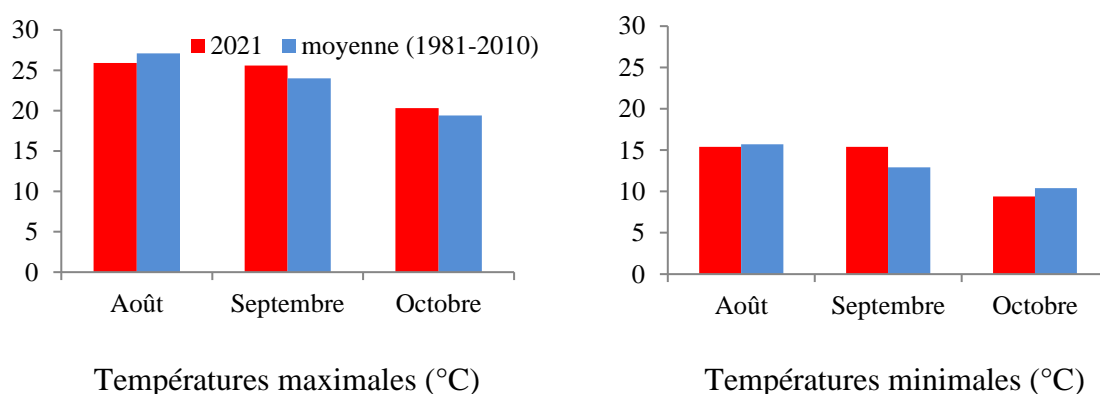 30
25
20
15
10
5
0
2021 moyenne (1981-2010)
Août Septembre Octobre
Températures maximales (°C)
30
25
20
15
10
5
0
Août Septembre Octobre
Températures minimales (°C)